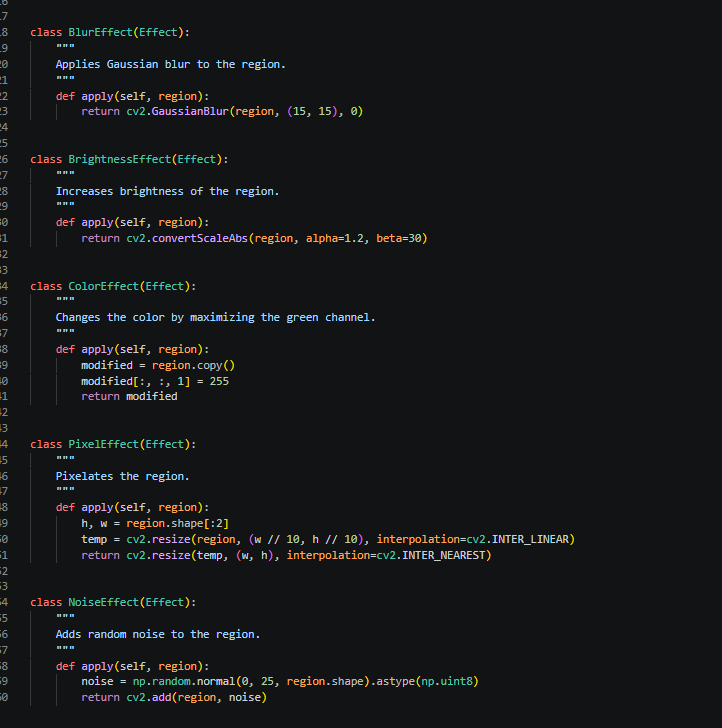 class BlurEffect(Effect):
    """
    Applies Gaussian blur to the region.
    """
    def apply(self, region):
        return cv2.GaussianBlur(region, (15, 15), 0)
class BrightnessEffect(Effect):
    """
    Increases brightness of the region.
    """
    def apply(self, region):
        return cv2.convertScaleAbs(region, alpha=1.2, beta=30)
class ColorEffect(Effect):
    """
    Changes the color by maximizing the green channel.
    """
    def apply(self, region):
        modified = region.copy()
        modified[:, :, 1] = 255
        return modified
class PixelEffect(Effect):
    """
    Pixelates the region.
    """
    def apply(self, region):
        h, w = region.shape[:2]
        temp = cv2.resize(region, (w // 10, h // 10), interpolation=cv2.INTER_LINEAR)
        return cv2.resize(temp, (w, h), interpolation=cv2.INTER_NEAREST)
class NoiseEffect(Effect):
    """
    Adds random noise to the region.
    """
    def apply(self, region):
        noise = np.random.normal(0, 25, region.shape).astype(np.uint8)
        return cv2.add(region, noise)